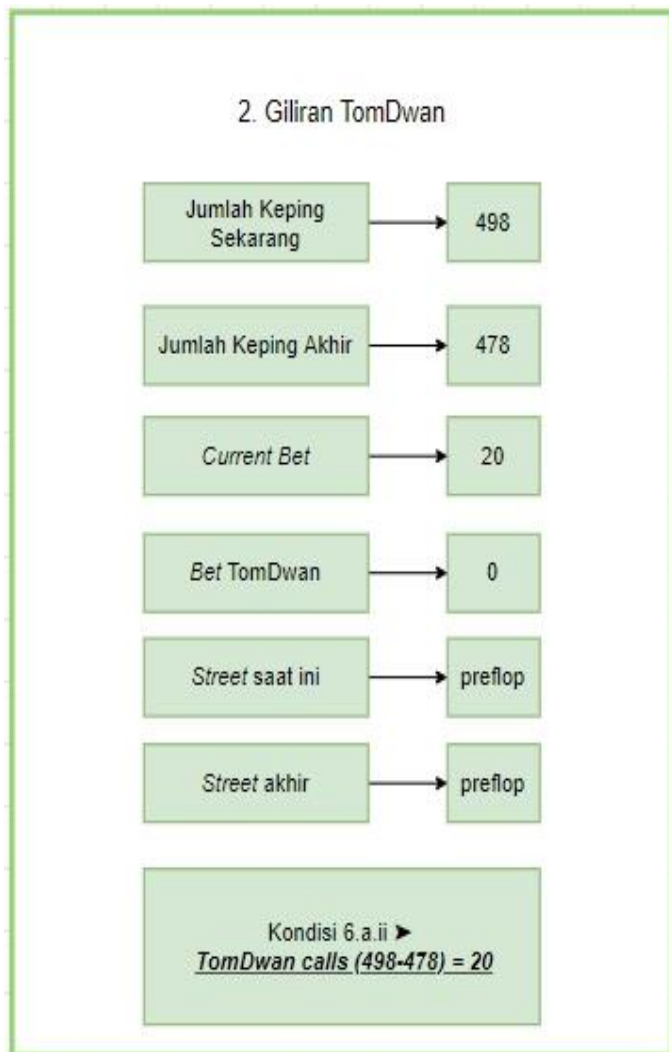 2. Giliran TomDwan
Jumlah Keping
Sekarang
498
Jumlah Keping Akhir
478
Current Bet
20
Bet TomDwan
0
Street saat ini
preflop
Street akhir
preflop
Kondisi 6.a.ii ➤
TomDwan calls (498-478) = 20